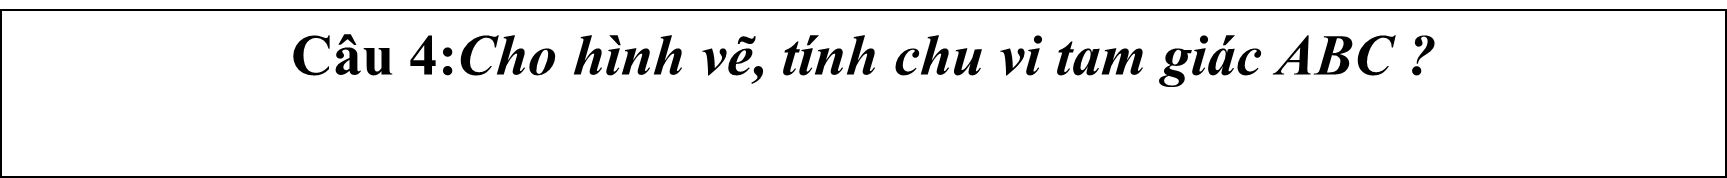 Câu 4:Cho hình vẽ, tính chu vi tam giác ABC ?